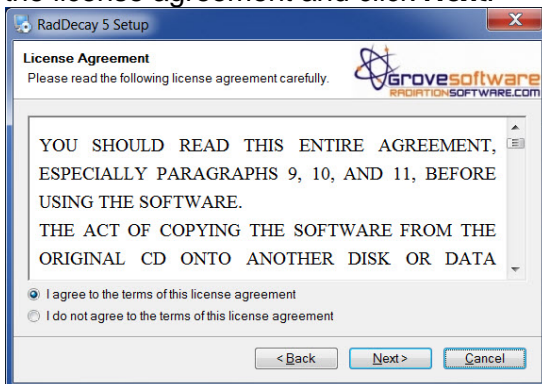 the license agreement and click Next.
RadDecay 5 Setup
License Agreement
Please read the following license agreement carefully.
Grovesoftware
RADIATIONSOFTWARE.COM
YOU SHOULD READ THIS ENTIRE AGREEMENT,
ESPECIALLY PARAGRAPHS 9, 10, AND 11, BEFORE
USING THE SOFTWARE.
THE ACT OF COPYING THE SOFTWARE FROM THE
ORIGINAL CD ONTO ANOTHER DISK OR DATA
I agree to the terms of this license agreement
I do not agree to the terms of this license agreement
< Back Next > Cancel